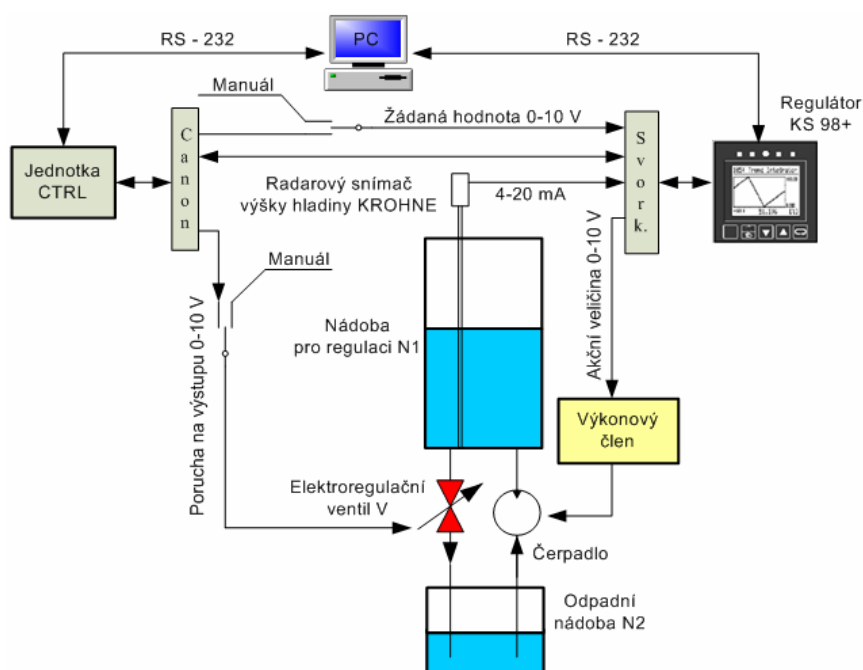 RS - 232
PC
RS - 232
Manuál
Žádaná hodnota 0-10 V
Regulátor
KS 98+
Jednotka
CTRL
Canon
Radarový snímač
výšky hladiny KROHNE
4-20 mA
Svork.
Manuál
Porucha na výstupu 0-10 V
Nádoba
pro regulaci N1
Akční veličina 0-10 V
Výkonový
člen
Elektroregulační
ventil V
Čerpadlo
Odpadní
nádoba N2